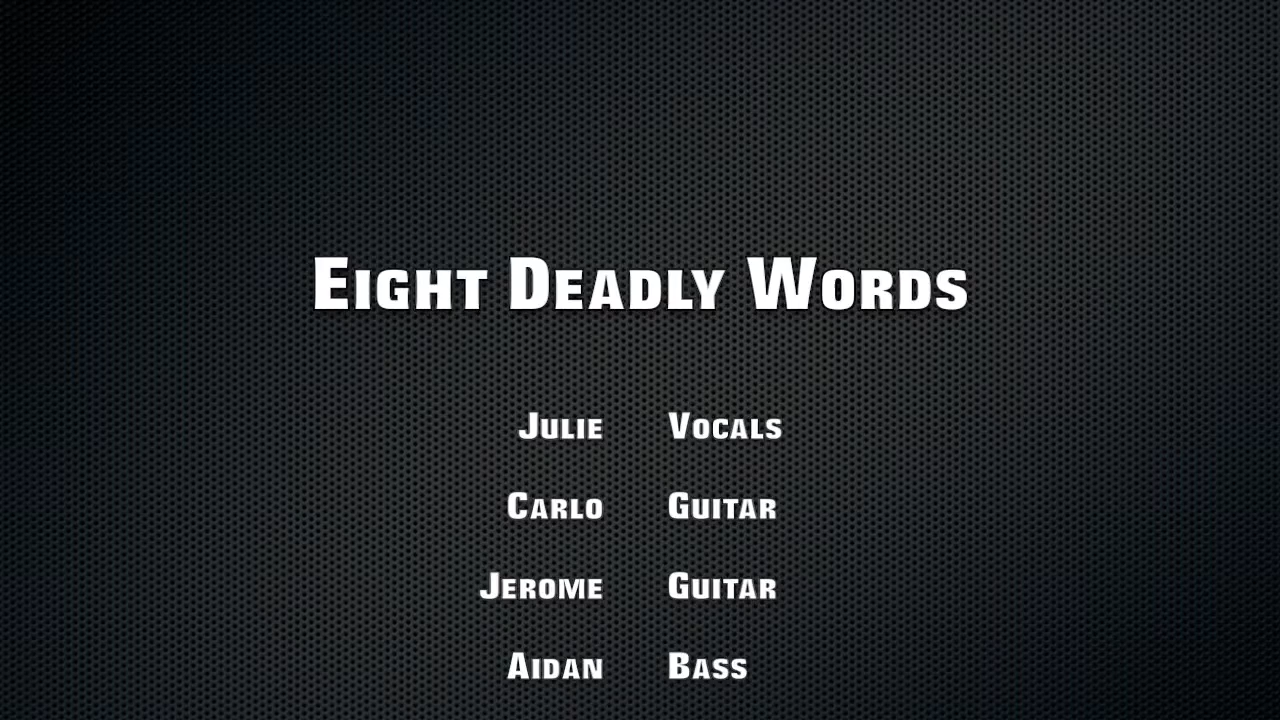 Eight Deadly Words
Julie Vocals
Carlo Guitar
Jerome Guitar
Aidan Bass